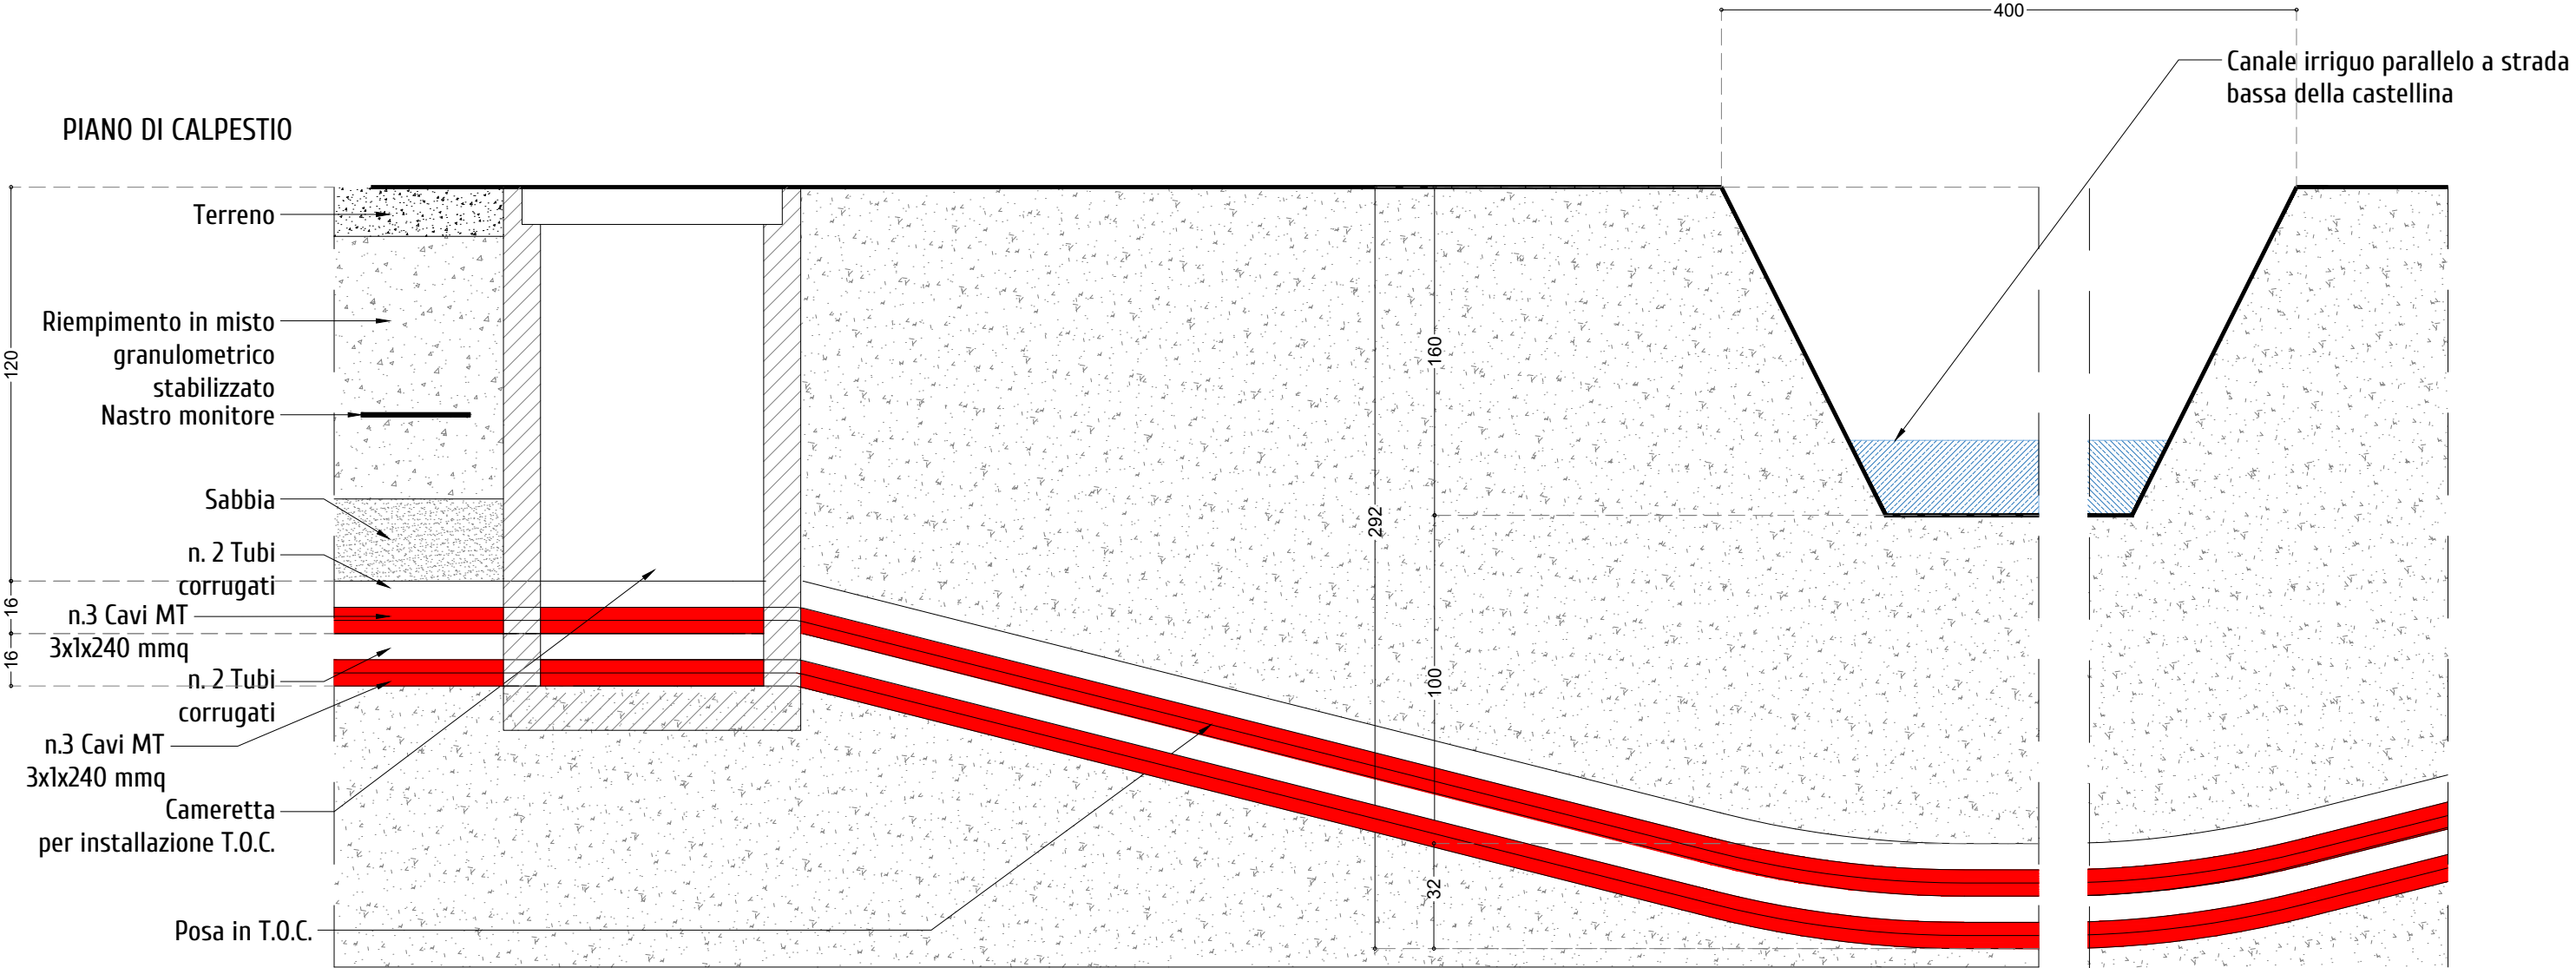 400
Canale irriguo parallelo a strada
bassa della castellina
PIANO DI CALPESTIO
Terreno
Riempimento in misto
granulometrico
stabilizzato
Nastro monitore
120
160
292
Sabbia
n. 2 Tubi
corrugati
16
n.3 Cavi MT
3x1x240 mmq
16
n. 2 Tubi
corrugati
100
n.3 Cavi MT
3x1x240 mmq
Cameretta
per installazione T.O.C.
32
Posa in T.O.C.